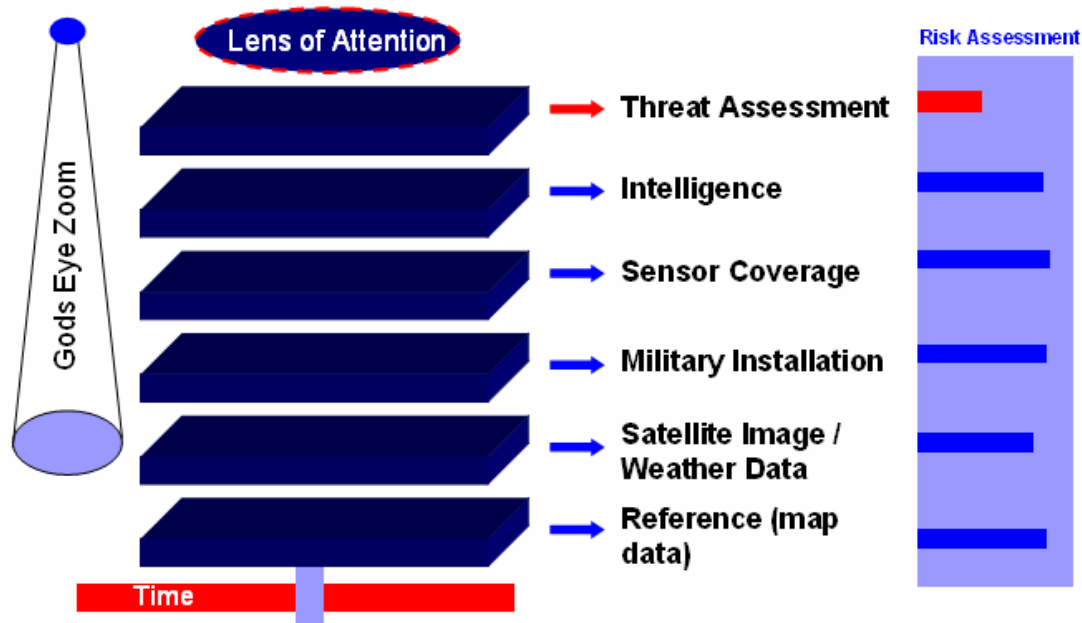 Lens of Attention
Risk Assessment
Gods Eye Zoom
Threat Assessment
Intelligence
Sensor Coverage
Military Installation
Satellite Image /
Weather Data
Reference (map
data)
Time